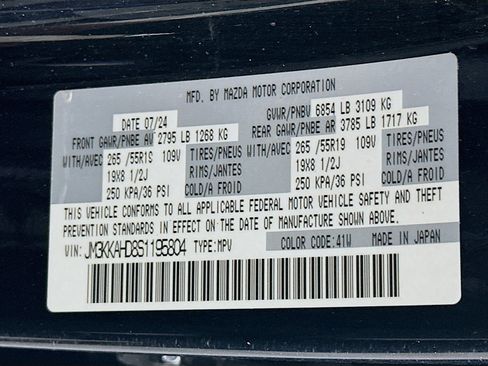 MFD. BY MAZDA MOTOR CORPORATION
DATE 07/24 GVWR/PNBV 6854 LB 3109 KG
FRONT GAWR/PNBE AV 2795 LB 1268 KG REAR GAWR/PNBE AR 3785 LB 1717 KG
WITH/AVEC 265 /55R19 109V TIRES/PNEUS WITH/AVEC 265 /55R19 109V TIRES/PNEUS
19X8 1/2J RIMS/JANTES 19X8 1/2J RIMS/JANTES
250 KPA/36 PSI COLD/A FROID 250 KPA/36 PSI COLD/A FROID
THIS VEHICLE CONFORMS TO ALL APPLICABLE FEDERAL MOTOR VEHICLE SAFETY AND THEFT
PREVENTION STANDARDS IN EFFECT ON THE DATE OF MANUFACTURE SHOWN ABOVE.
VIN: JM3KKAHD8S1195804 TYPE: MPV COLOR CODE: 41W MADE IN JAPAN